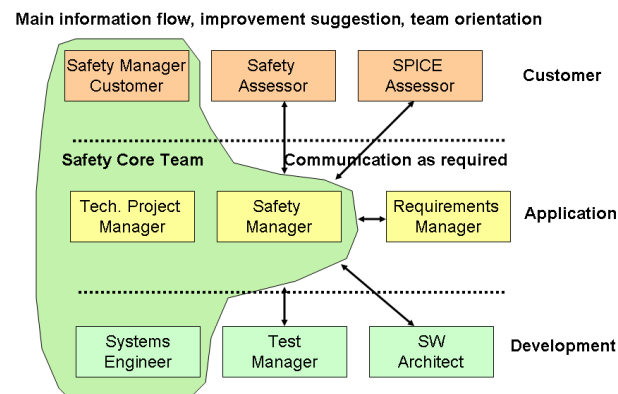 Main information flow, improvement suggestion, team orientation
Safety Manager
Customer
Safety
Assessor
SPICE
Assessor
Customer
Safety Core Team
Communication as required
Tech. Project
Manager
Safety
Manager
Requirements
Manager
Application
Systems
Engineer
Test
Manager
SW
Architect
Development